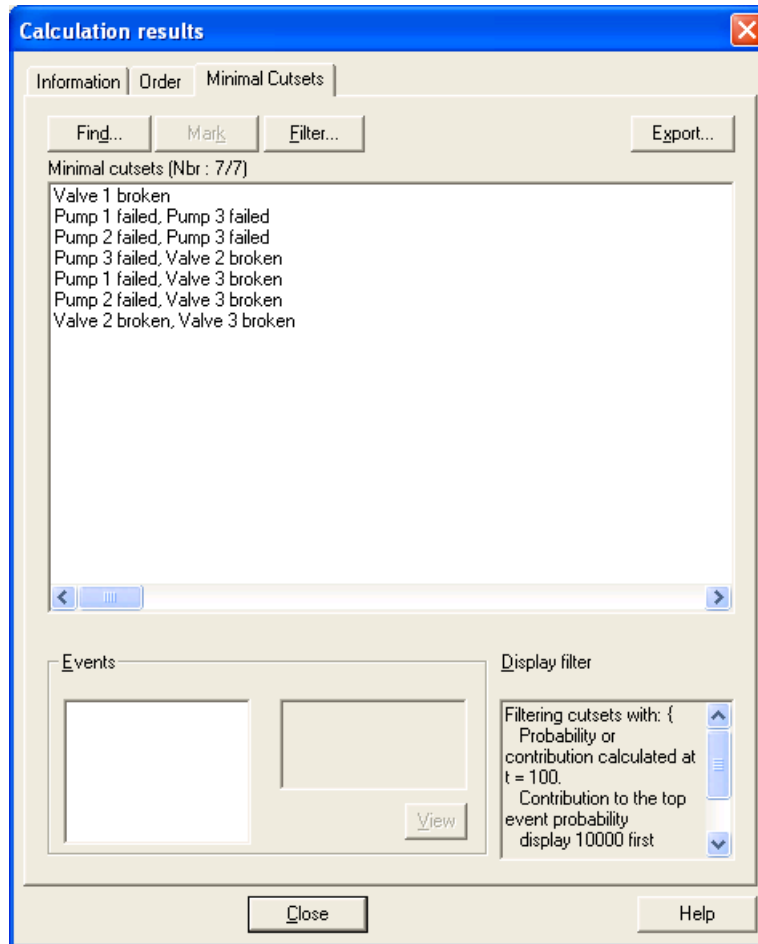 Calculation results
Information
Order
Minimal Cutsets
Find...
Mark
Filter...
Export...
Minimal cutsets (Nbr : 7/7)
Valve 1 broken
Pump 1 failed, Pump 3 failed
Pump 2 failed, Pump 3 failed
Pump 3 failed, Valve 2 broken
Pump 1 failed, Valve 3 broken
Pump 2 failed, Valve 3 broken
Valve 2 broken, Valve 3 broken
Events
View
Display filter
Filtering cutsets with: {
Probability or
contribution calculated at
t = 100.
Contribution to the top
event probability
display 10000 first
Close
Help